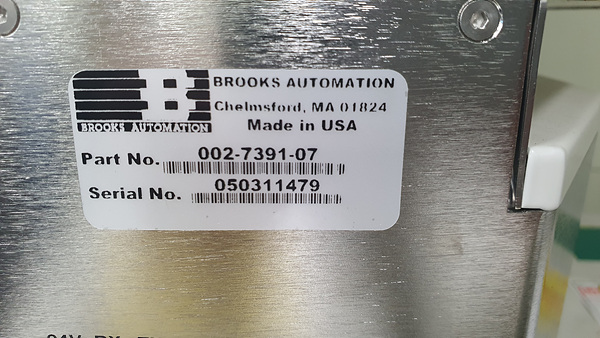 B
BROOKS AUTOMATION
BROOKS AUTOMATION
Chelmsford, MA 01824
Made in USA
Part No. 002-7391-07
Serial No. 050311479